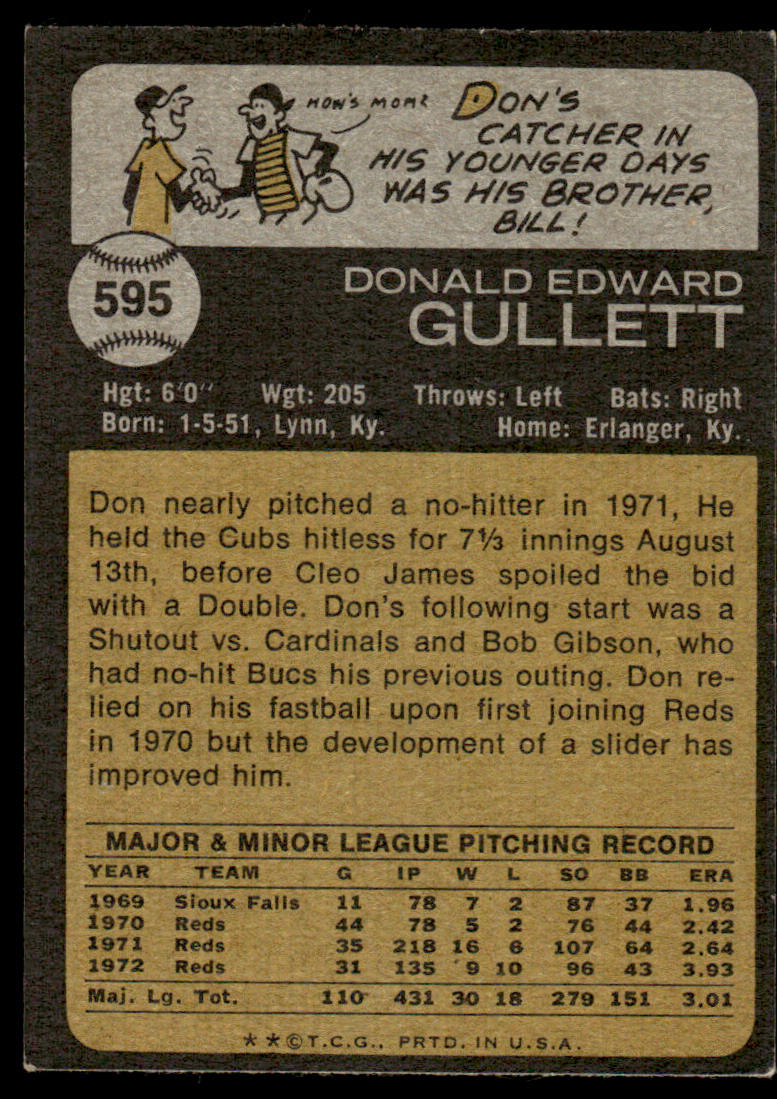 HOW'S MOM?
DON'S
CATCHER IN
HIS YOUNGER DAYS
WAS HIS BROTHER,
BILL!
595
DONALD EDWARD
GULLETT
Hgt: 6'0" Wgt: 205 Throws: Left Bats: Right
Born: 1-5-51, Lynn, Ky. Home: Erlanger, Ky.
Don nearly pitched a no-hitter in 1971, He
held the Cubs hitless for 7⅓ innings August
13th, before Cleo James spoiled the bid
with a Double. Don's following start was a
Shutout vs. Cardinals and Bob Gibson, who
had no-hit Bucs his previous outing. Don re-
lied on his fastball upon first joining Reds
in 1970 but the development of a slider has
improved him.
MAJOR & MINOR LEAGUE PITCHING RECORD
YEAR TEAM G IP W L SO BB ERA
1969 Sioux Falls 11 78 7 2 87 37 1.96
1970 Reds 44 78 5 2 76 44 2.42
1971 Reds 35 218 16 6 107 64 2.64
1972 Reds 31 135 9 10 96 43 3.93
Maj. Lg. Tot. 110 431 30 18 279 151 3.01
**©T.C.G., PRTD. IN U.S.A.